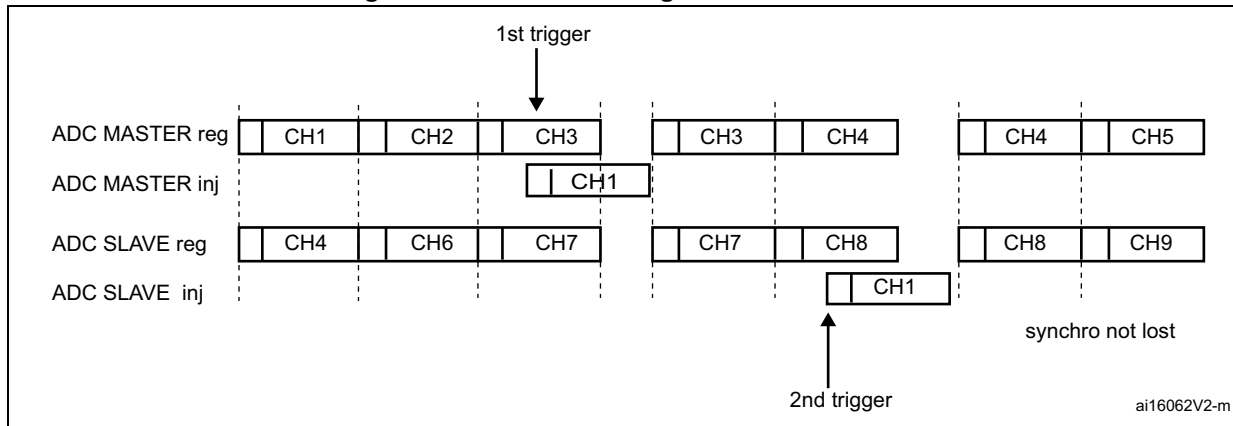 1st trigger
ADC MASTER reg CH1 CH2 CH3 CH3 CH4 CH4 CH5
ADC MASTER inj CH1
ADC SLAVE reg CH4 CH6 CH7 CH7 CH8 CH8 CH9
ADC SLAVE inj CH1
synchro not lost
2nd trigger
ai16062V2-m